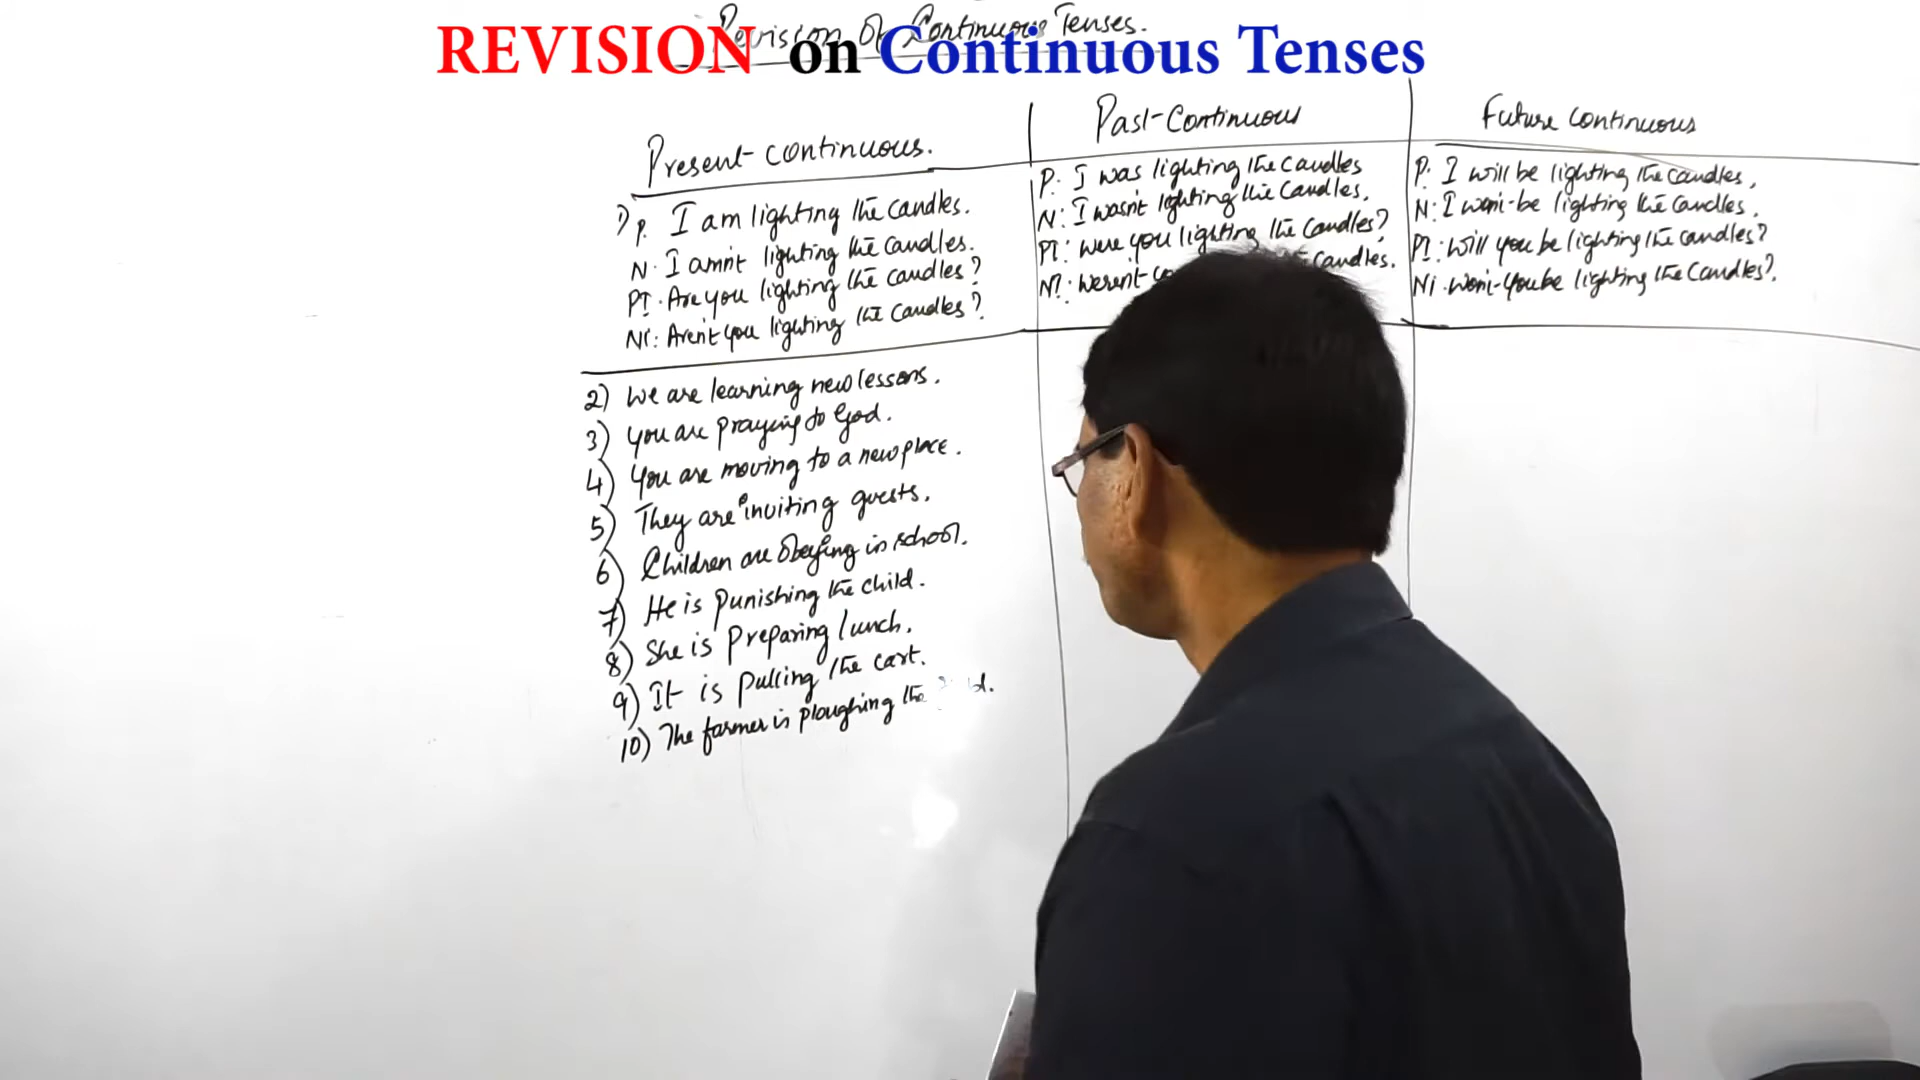 Revision Of Continuous Tenses.
REVISION on Continuous Tenses
Present continuous.
1) P. I am lighting the candles.
N. I amn't lighting the candles.
PI. Are you lighting the candles?
NI: Aren't you lighting the candles?
2) We are learning new lessons.
3) You are praying to God.
4) You are moving to a new place.
5) They are inviting guests.
6) Children are obeying in school.
7) He is punishing the child.
8) She is preparing lunch.
9) It is pulling the cart.
10) The farmer is ploughing the
Past-Continuous
P: I was lighting the candles
N: I wasn't lighting the candles.
PI: were you lighting the candles?
N?: weren't candles.
Future continuous
P: I will be lighting the candles.
N: I won't be lighting the candles.
PI: will you be lighting the candles?
Ni. won't you be lighting the candles?